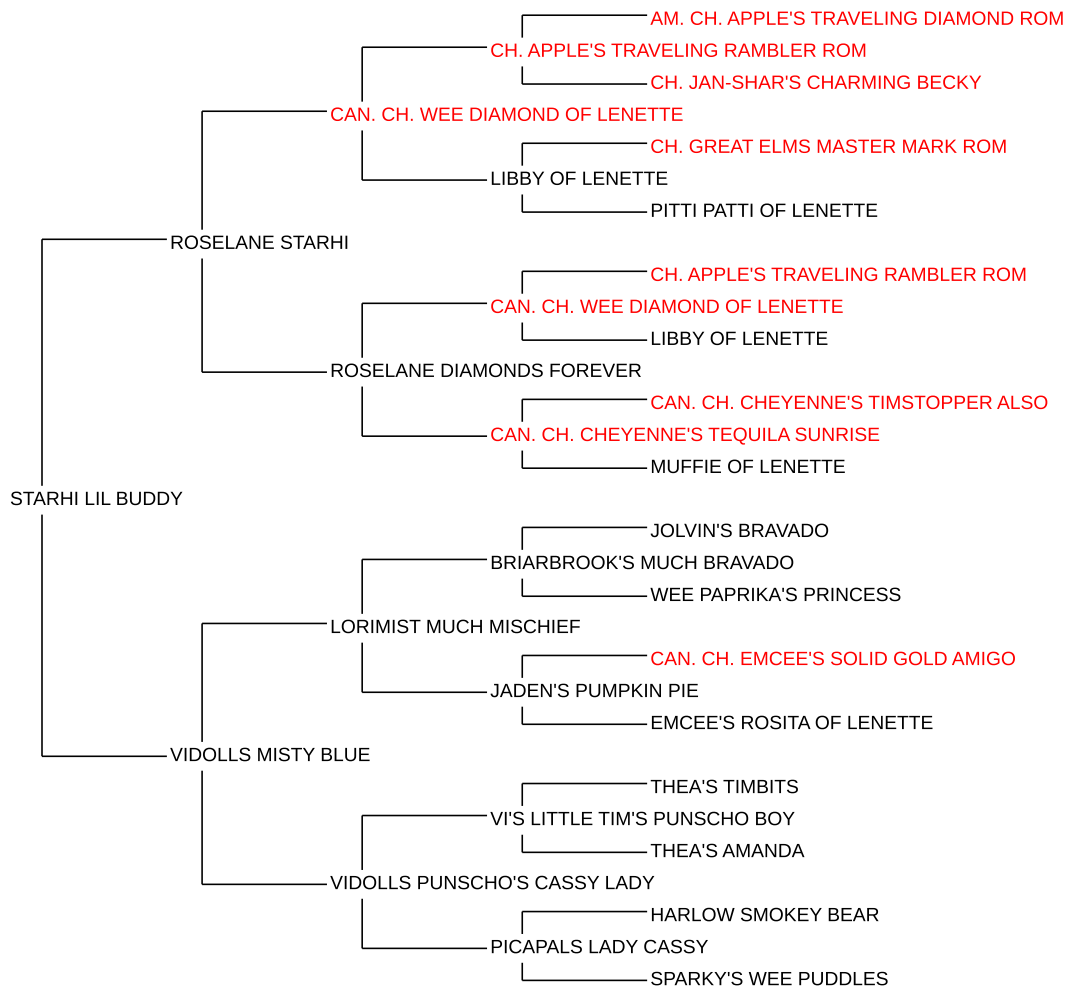 AM. CH. APPLE'S TRAVELING DIAMOND ROM
CH. APPLE'S TRAVELING RAMBLER ROM
CH. JAN-SHAR'S CHARMING BECKY
CAN. CH. WEE DIAMOND OF LENETTE
CH. GREAT ELMS MASTER MARK ROM
LIBBY OF LENETTE
PITTI PATTI OF LENETTE
ROSELANE STARHI
CH. APPLE'S TRAVELING RAMBLER ROM
CAN. CH. WEE DIAMOND OF LENETTE
LIBBY OF LENETTE
ROSELANE DIAMONDS FOREVER
CAN. CH. CHEYENNE'S TIMSTOPPER ALSO
CAN. CH. CHEYENNE'S TEQUILA SUNRISE
MUFFIE OF LENETTE
STARHI LIL BUDDY
JOLVIN'S BRAVADO
BRIARBROOK'S MUCH BRAVADO
WEE PAPRIKA'S PRINCESS
LORIMIST MUCH MISCHIEF
CAN. CH. EMCEE'S SOLID GOLD AMIGO
JADEN'S PUMPKIN PIE
EMCEE'S ROSITA OF LENETTE
VIDOLLS MISTY BLUE
THEA'S TIMBITS
VI'S LITTLE TIM'S PUNSCHO BOY
THEA'S AMANDA
VIDOLLS PUNSCHO'S CASSY LADY
HARLOW SMOKEY BEAR
PICAPALS LADY CASSY
SPARKY'S WEE PUDDLES